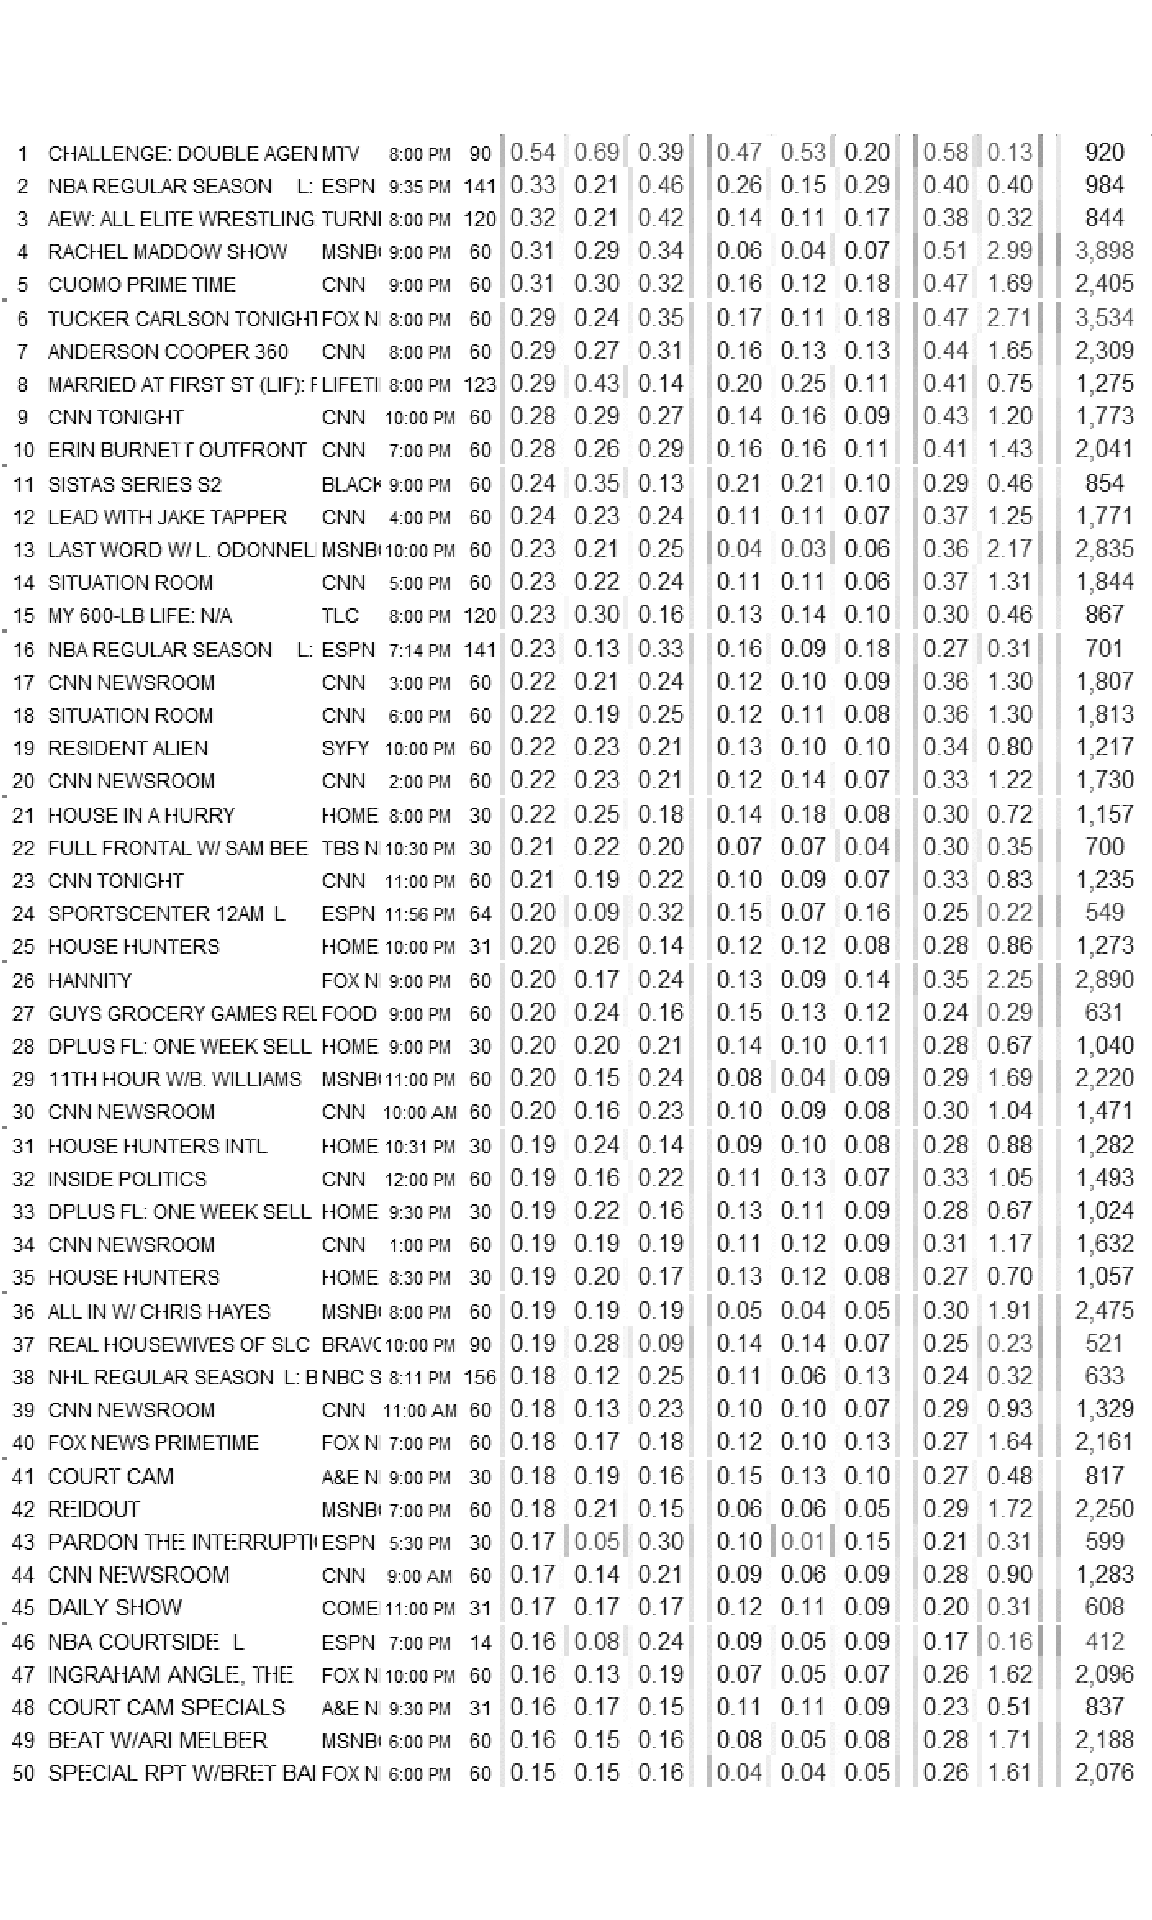 1 CHALLENGE: DOUBLE AGEN MTV 8:00 PM 90 0.54 0.69 0.39 0.47 0.53 0.20 0.58 0.13 920
2 NBA REGULAR SEASON L: ESPN 9:35 PM 141 0.33 0.21 0.46 0.26 0.15 0.29 0.40 0.40 984
3 AEW: ALL ELITE WRESTLING TURNI 8:00 PM 120 0.32 0.21 0.42 0.14 0.11 0.17 0.38 0.32 844
4 RACHEL MADDOW SHOW MSNB 9:00 PM 60 0.31 0.29 0.34 0.06 0.04 0.07 0.51 2.99 3,898
5 CUOMO PRIME TIME CNN 9:00 PM 60 0.31 0.30 0.32 0.16 0.12 0.18 0.47 1.69 2,405
6 TUCKER CARLSON TONIGHT FOX N 8:00 PM 60 0.29 0.24 0.35 0.17 0.11 0.18 0.47 2.71 3,534
7 ANDERSON COOPER 360 CNN 8:00 PM 60 0.29 0.27 0.31 0.16 0.13 0.13 0.44 1.65 2,309
8 MARRIED AT FIRST ST (LIF): F LIFETI 8:00 PM 123 0.29 0.43 0.14 0.20 0.25 0.11 0.41 0.75 1,275
9 CNN TONIGHT CNN 10:00 PM 60 0.28 0.29 0.27 0.14 0.16 0.09 0.43 1.20 1,773
10 ERIN BURNETT OUTFRONT CNN 7:00 PM 60 0.28 0.26 0.29 0.16 0.16 0.11 0.41 1.43 2,041
11 SISTAS SERIES S2 BLACK 9:00 PM 60 0.24 0.35 0.13 0.21 0.21 0.10 0.29 0.46 854
12 LEAD WITH JAKE TAPPER CNN 4:00 PM 60 0.24 0.23 0.24 0.11 0.11 0.07 0.37 1.25 1,771
13 LAST WORD W/ L. ODONNEL MSNB 10:00 PM 60 0.23 0.21 0.25 0.04 0.03 0.06 0.36 2.17 2,835
14 SITUATION ROOM CNN 5:00 PM 60 0.23 0.22 0.24 0.11 0.11 0.06 0.37 1.31 1,844
15 MY 600-LB LIFE: N/A TLC 8:00 PM 120 0.23 0.30 0.16 0.13 0.14 0.10 0.30 0.46 867
16 NBA REGULAR SEASON L: ESPN 7:14 PM 141 0.23 0.13 0.33 0.16 0.09 0.18 0.27 0.31 701
17 CNN NEWSROOM CNN 3:00 PM 60 0.22 0.21 0.24 0.12 0.10 0.09 0.36 1.30 1,807
18 SITUATION ROOM CNN 6:00 PM 60 0.22 0.19 0.25 0.12 0.11 0.08 0.36 1.30 1,813
19 RESIDENT ALIEN SYFY 10:00 PM 60 0.22 0.23 0.21 0.13 0.10 0.10 0.34 0.80 1,217
20 CNN NEWSROOM CNN 2:00 PM 60 0.22 0.23 0.21 0.12 0.14 0.07 0.33 1.22 1,730
21 HOUSE IN A HURRY HOME 8:00 PM 30 0.22 0.25 0.18 0.14 0.18 0.08 0.30 0.72 1,157
22 FULL FRONTAL W/ SAM BEE TBS N 10:30 PM 30 0.21 0.22 0.20 0.07 0.07 0.04 0.30 0.35 700
23 CNN TONIGHT CNN 11:00 PM 60 0.21 0.19 0.22 0.10 0.09 0.07 0.33 0.83 1,235
24 SPORTSCENTER 12AM L ESPN 11:56 PM 64 0.20 0.09 0.32 0.15 0.07 0.16 0.25 0.22 549
25 HOUSE HUNTERS HOME 10:00 PM 31 0.20 0.26 0.14 0.12 0.12 0.08 0.28 0.86 1,273
26 HANNITY FOX N 9:00 PM 60 0.20 0.17 0.24 0.13 0.09 0.14 0.35 2.25 2,890
27 GUYS GROCERY GAMES REL FOOD 9:00 PM 60 0.20 0.24 0.16 0.15 0.13 0.12 0.24 0.29 631
28 DPLUS FL: ONE WEEK SELL HOME 9:00 PM 30 0.20 0.20 0.21 0.14 0.10 0.11 0.28 0.67 1,040
29 11TH HOUR W/B. WILLIAMS MSNB 11:00 PM 60 0.20 0.15 0.24 0.08 0.04 0.09 0.29 1.69 2,220
30 CNN NEWSROOM CNN 10:00 AM 60 0.20 0.16 0.23 0.10 0.09 0.08 0.30 1.04 1,471
31 HOUSE HUNTERS INTL HOME 10:31 PM 30 0.19 0.24 0.14 0.09 0.10 0.08 0.28 0.88 1,282
32 INSIDE POLITICS CNN 12:00 PM 60 0.19 0.16 0.22 0.11 0.13 0.07 0.33 1.05 1,493
33 DPLUS FL: ONE WEEK SELL HOME 9:30 PM 30 0.19 0.22 0.16 0.13 0.11 0.09 0.28 0.67 1,024
34 CNN NEWSROOM CNN 1:00 PM 60 0.19 0.19 0.19 0.11 0.12 0.09 0.31 1.17 1,632
35 HOUSE HUNTERS HOME 8:30 PM 30 0.19 0.20 0.17 0.13 0.12 0.08 0.27 0.70 1,057
36 ALL IN W/ CHRIS HAYES MSNB 8:00 PM 60 0.19 0.19 0.19 0.05 0.04 0.05 0.30 1.91 2,475
37 REAL HOUSEWIVES OF SLC BRAVO 10:00 PM 90 0.19 0.28 0.09 0.14 0.14 0.07 0.25 0.23 521
38 NHL REGULAR SEASON L: B NBC S 8:11 PM 156 0.18 0.12 0.25 0.11 0.06 0.13 0.24 0.32 633
39 CNN NEWSROOM CNN 11:00 AM 60 0.18 0.13 0.23 0.10 0.10 0.07 0.29 0.93 1,329
40 FOX NEWS PRIMETIME FOX N 7:00 PM 60 0.18 0.17 0.18 0.12 0.10 0.13 0.27 1.64 2,161
41 COURT CAM A&E N 9:00 PM 30 0.18 0.19 0.16 0.15 0.13 0.10 0.27 0.48 817
42 REIDOUT MSNB 7:00 PM 60 0.18 0.21 0.15 0.06 0.06 0.05 0.29 1.72 2,250
43 PARDON THE INTERRUPTI ESPN 5:30 PM 30 0.17 0.05 0.30 0.10 0.01 0.15 0.21 0.31 599
44 CNN NEWSROOM CNN 9:00 AM 60 0.17 0.14 0.21 0.09 0.06 0.09 0.28 0.90 1,283
45 DAILY SHOW COME 11:00 PM 31 0.17 0.17 0.17 0.12 0.11 0.09 0.20 0.31 608
46 NBA COURTSIDE L ESPN 7:00 PM 14 0.16 0.08 0.24 0.09 0.05 0.09 0.17 0.16 412
47 INGRAHAM ANGLE, THE FOX N 10:00 PM 60 0.16 0.13 0.19 0.07 0.05 0.07 0.26 1.62 2,096
48 COURT CAM SPECIALS A&E N 9:30 PM 31 0.16 0.17 0.15 0.11 0.11 0.09 0.23 0.51 837
49 BEAT W/ARI MELBER MSNB 6:00 PM 60 0.16 0.15 0.16 0.08 0.05 0.08 0.28 1.71 2,188
50 SPECIAL RPT W/BRET BAI FOX N 6:00 PM 60 0.15 0.15 0.16 0.04 0.04 0.05 0.26 1.61 2,076